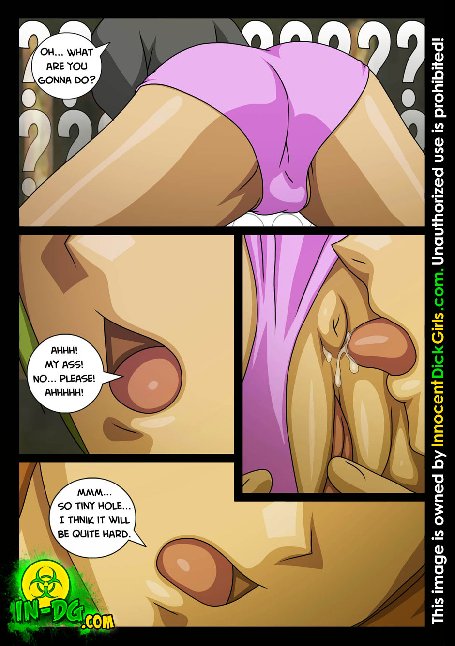 OH... WHAT
ARE YOU
GONNA DO?
AHHH!
MY ASS!
NO... PLEASE!
AHHHHH!
MMM...
SO TINY HOLE...
I THNIK IT WILL
BE QUITE HARD.
IN-DG.COM
This image is owned by InnocentDickGirls.com. Unauthorized use is prohibited!